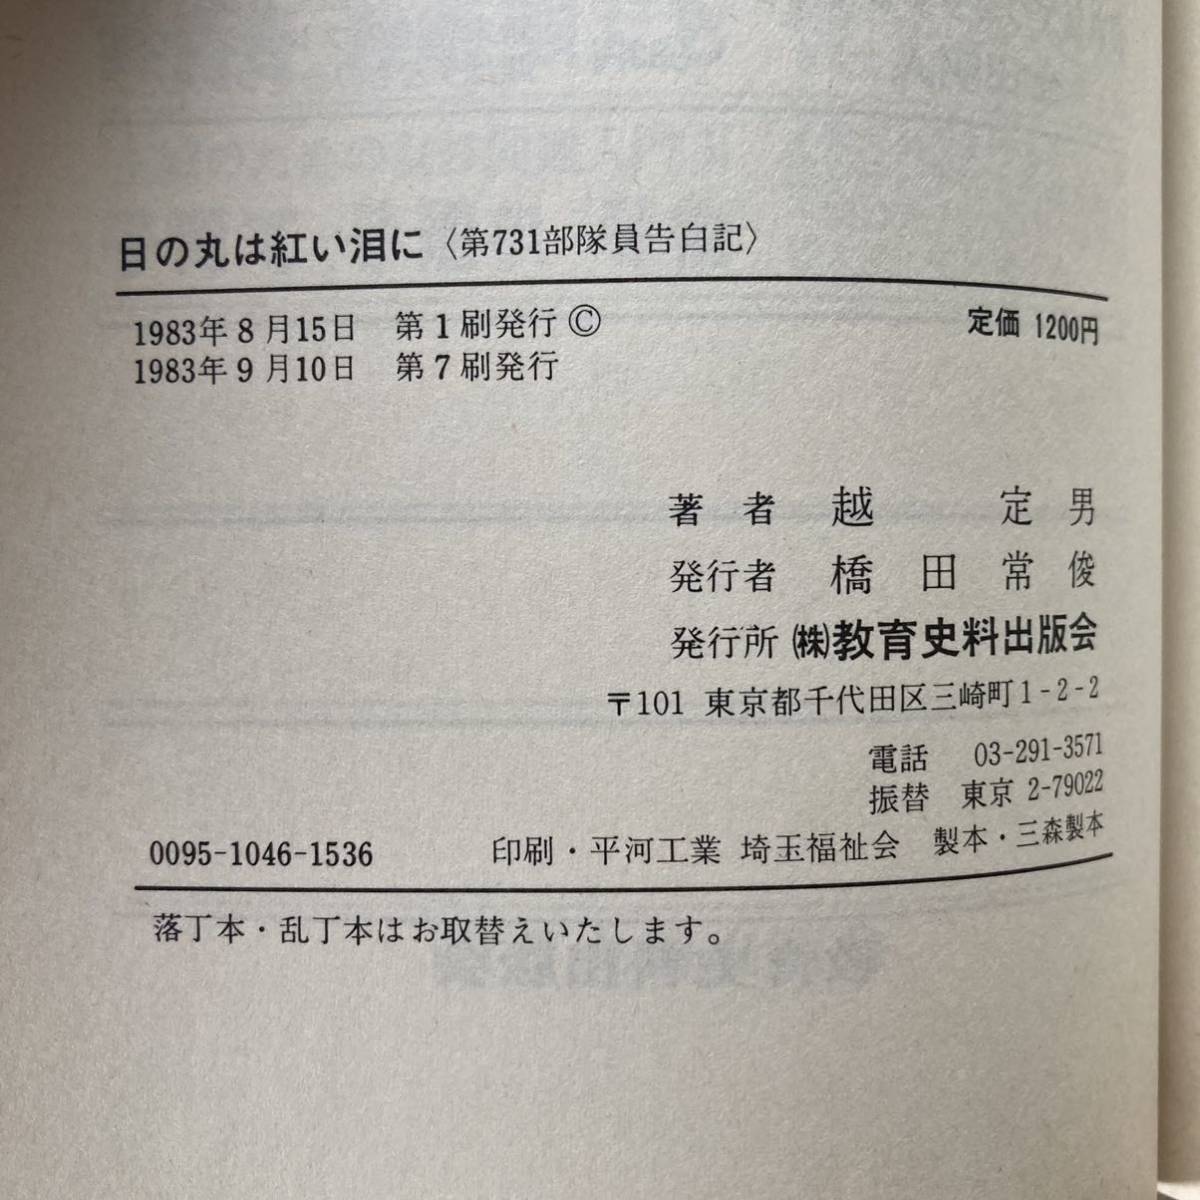 日の丸は紅い泪に〈第731部隊員告白記〉
1983年8月15日 第1刷発行 © 定価 1200円
1983年9月10日 第7刷発行
著者 越 定男
発行者 橋田常俊
発行所 ㈱教育史料出版会
〒101 東京都千代田区三崎町1-2-2
電話 03-291-3571
振替 東京 2-79022
0095-1046-1536 印刷・平河工業 埼玉福祉会 製本・三森製本
落丁本・乱丁本はお取替えいたします。